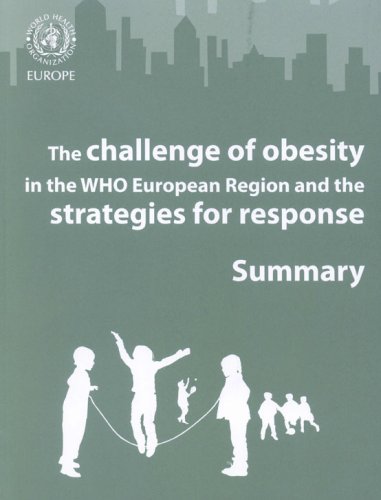 WORLD HEALTH
ORGANIZATION
EUROPE
The challenge of obesity
in the WHO European Region and the
strategies for response
Summary